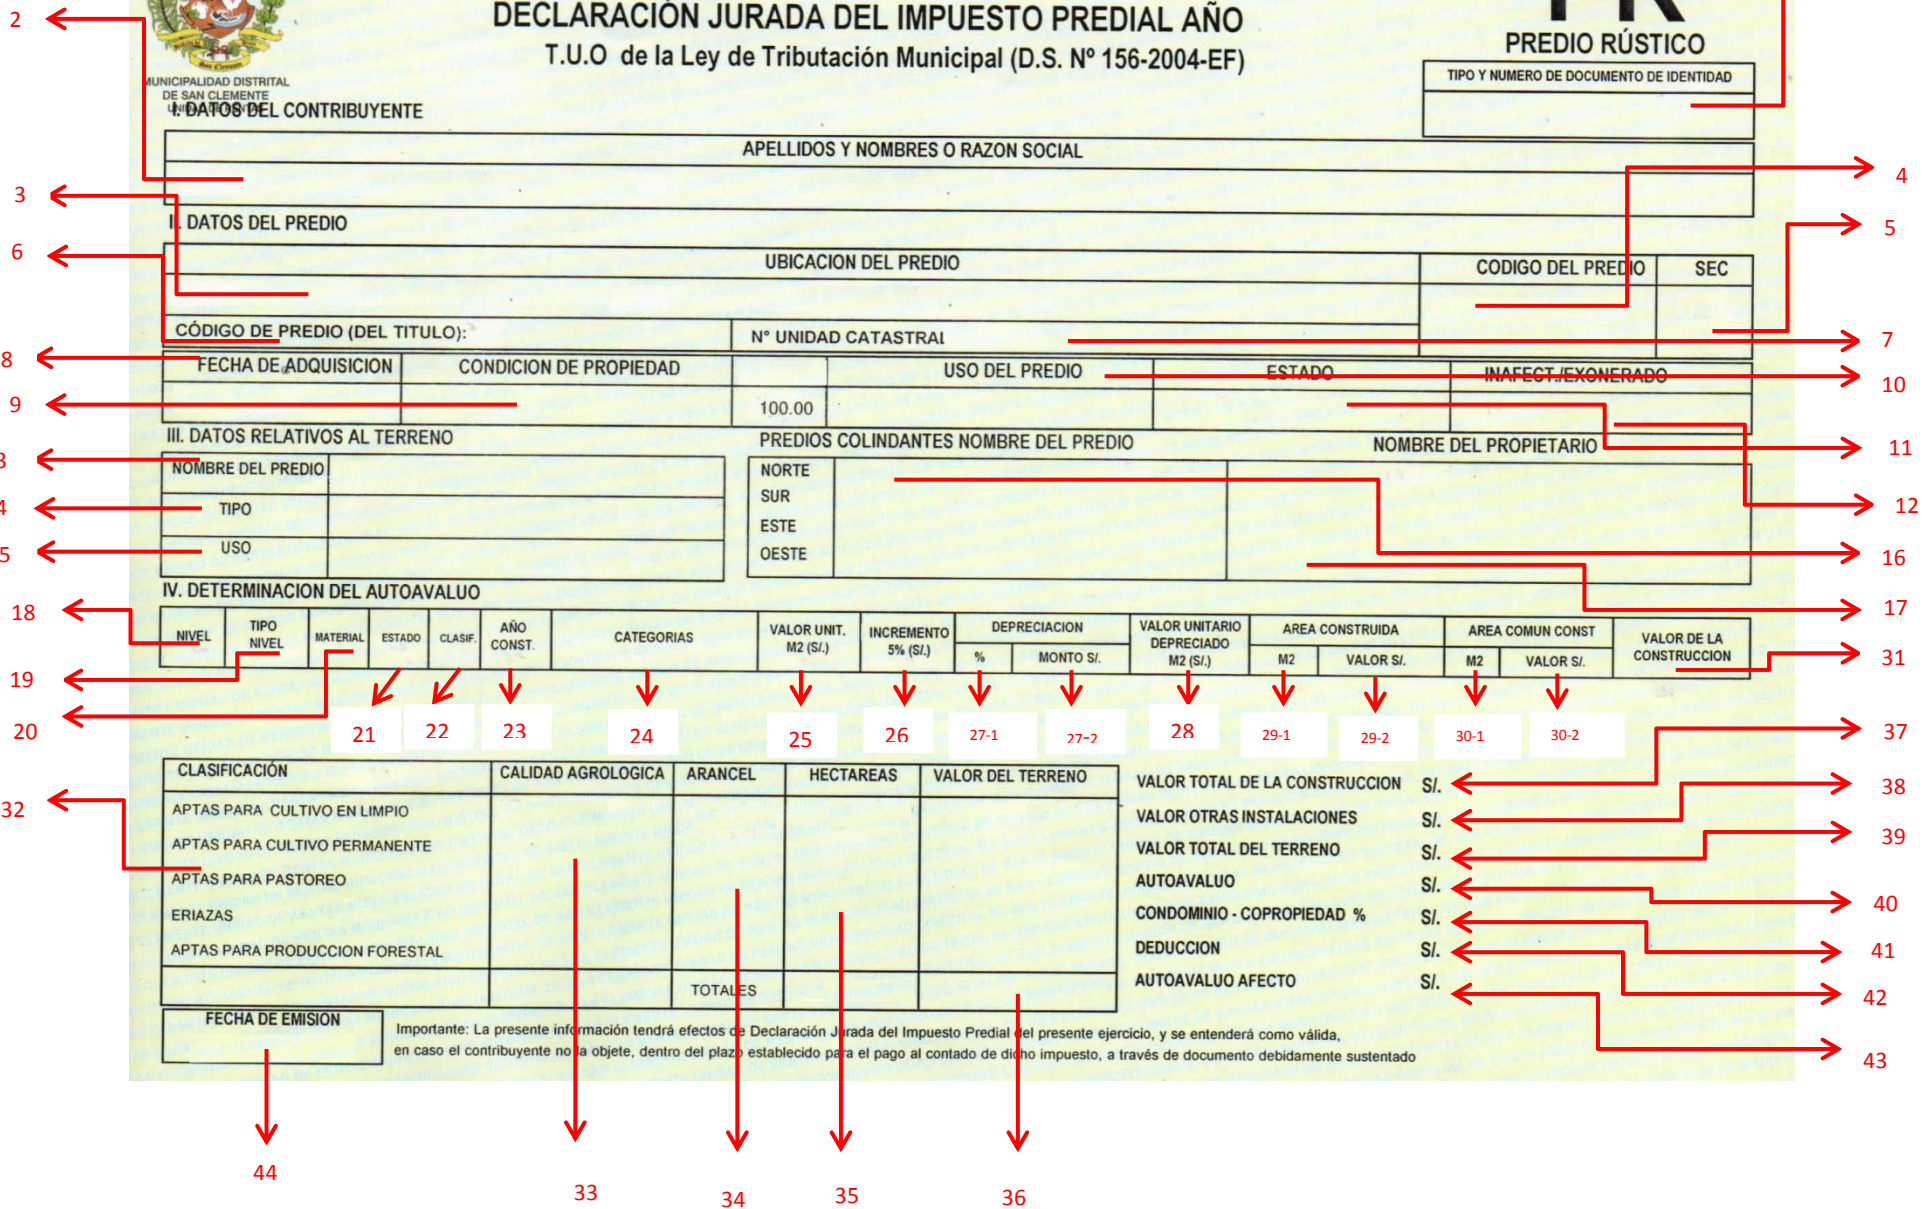 DECLARACIÓN JURADA DEL IMPUESTO PREDIAL AÑO
T.U.O de la Ley de Tributación Municipal (D.S. Nº 156-2004-EF)
PREDIO RÚSTICO
TIPO Y NUMERO DE DOCUMENTO DE IDENTIDAD
2
San Clemente
MUNICIPALIDAD DISTRITAL
DE SAN CLEMENTE
UNIDAD DE RENTAS
I. DATOS DEL CONTRIBUYENTE
APELLIDOS Y NOMBRES O RAZON SOCIAL
3
4
II. DATOS DEL PREDIO
5
6
UBICACION DEL PREDIO
CODIGO DEL PREDIO
SEC
CÓDIGO DE PREDIO (DEL TITULO):
N° UNIDAD CATASTRAL
7
8
FECHA DE ADQUISICION
CONDICION DE PROPIEDAD
USO DEL PREDIO
ESTADO
INAFECT./EXONERADO
10
9
100.00
III. DATOS RELATIVOS AL TERRENO
PREDIOS COLINDANTES NOMBRE DEL PREDIO
NOMBRE DEL PROPIETARIO
11
3
NOMBRE DEL PREDIO
NORTE
4
TIPO
SUR
12
ESTE
5
USO
OESTE
16
IV. DETERMINACION DEL AUTOAVALUO
18
17
NIVEL
TIPO NIVEL
MATERIAL
ESTADO
CLASIF.
AÑO CONST.
CATEGORIAS
VALOR UNIT. M2 (S/.)
INCREMENTO 5% (S/.)
DEPRECIACION
%
MONTO S/.
VALOR UNITARIO DEPRECIADO M2 (S/.)
AREA CONSTRUIDA
M2
VALOR S/.
AREA COMUN CONST
M2
VALOR S/.
VALOR DE LA CONSTRUCCION
31
19
20
21
22
23
24
25
26
27-1
27-2
28
29-1
29-2
30-1
30-2
37
CLASIFICACIÓN
CALIDAD AGROLOGICA
ARANCEL
HECTAREAS
VALOR DEL TERRENO
VALOR TOTAL DE LA CONSTRUCCION S/.
38
32
APTAS PARA CULTIVO EN LIMPIO
VALOR OTRAS INSTALACIONES S/.
39
APTAS PARA CULTIVO PERMANENTE
VALOR TOTAL DEL TERRENO S/.
APTAS PARA PASTOREO
AUTOAVALUO S/.
40
ERIAZAS
CONDOMINIO - COPROPIEDAD % S/.
41
APTAS PARA PRODUCCION FORESTAL
DEDUCCION S/.
TOTALES
AUTOAVALUO AFECTO S/.
42
FECHA DE EMISION
Importante: La presente información tendrá efectos de Declaración Jurada del Impuesto Predial del presente ejercicio, y se entenderá como válida,
en caso el contribuyente no la objete, dentro del plazo establecido para el pago al contado de dicho impuesto, a través de documento debidamente sustentado
43
44
33
34
35
36